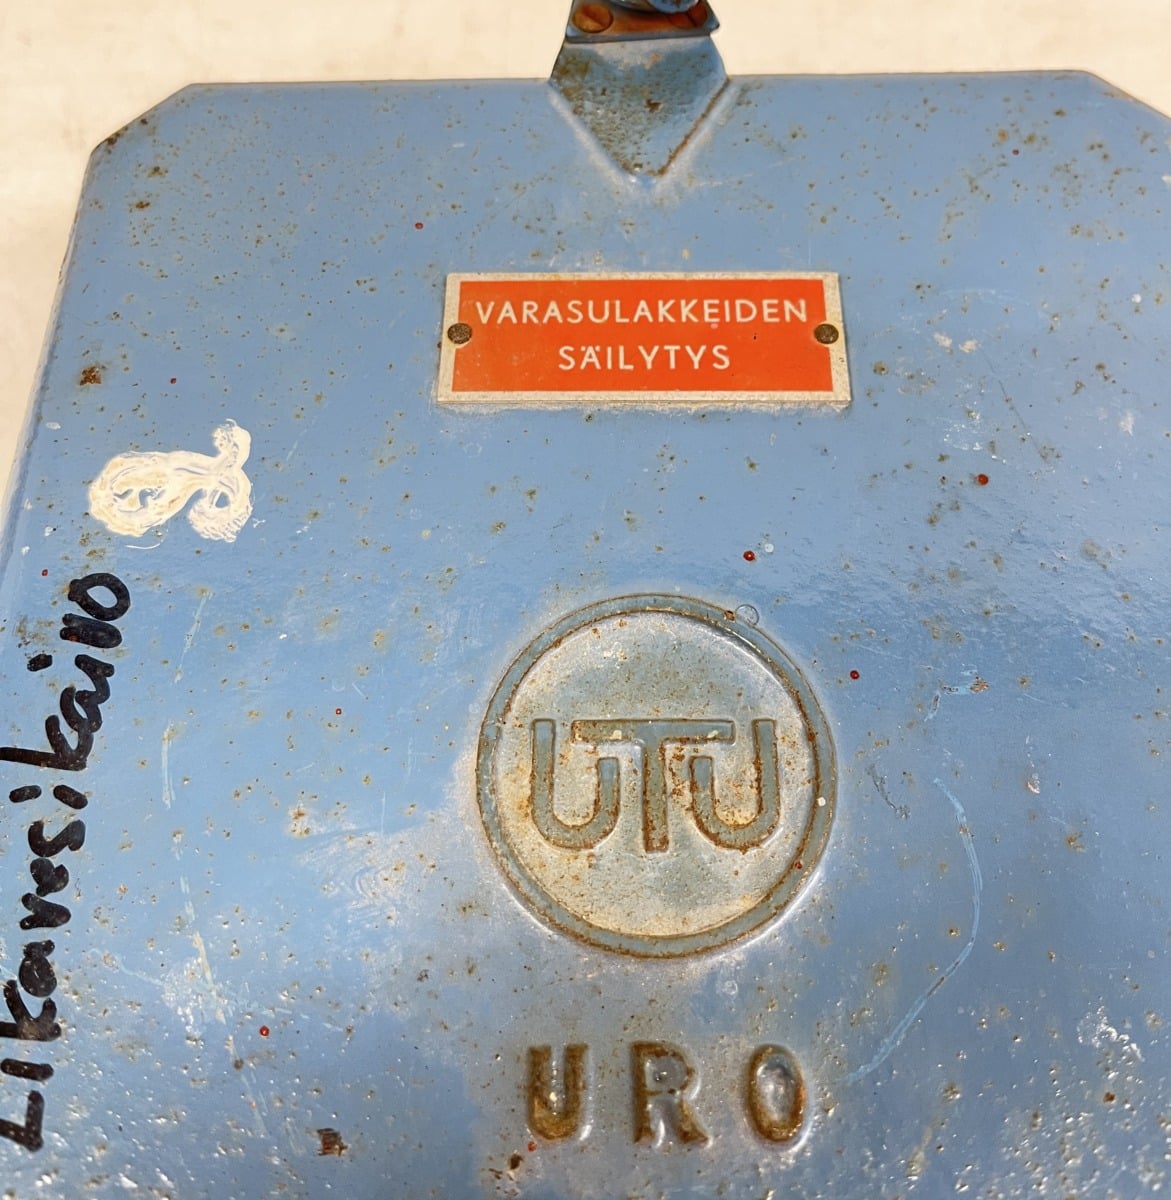 VARASULAKKEIDEN
SÄILYTYS
Likavesikaivo
UTU
URO